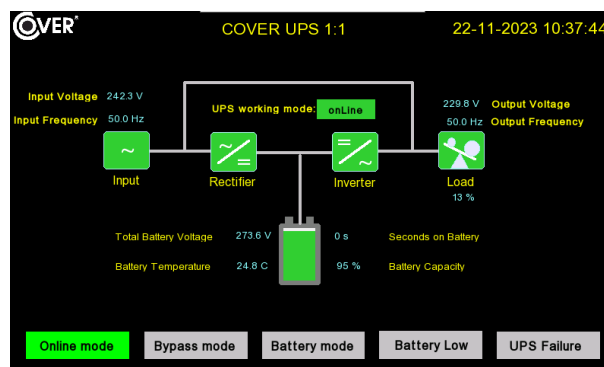 COVER®
COVER UPS 1:1
22-11-2023 10:37:44
Input Voltage 242.3 V
Input Frequency 50.0 Hz
UPS working mode: onLine
229.8 V Output Voltage
50.0 Hz Output Frequency
Input
Rectifier
Inverter
Load
13 %
Total Battery Voltage 273.6 V 0 s Seconds on Battery
Battery Temperature 24.8 C 95 % Battery Capacity
Online mode Bypass mode Battery mode Battery Low UPS Failure